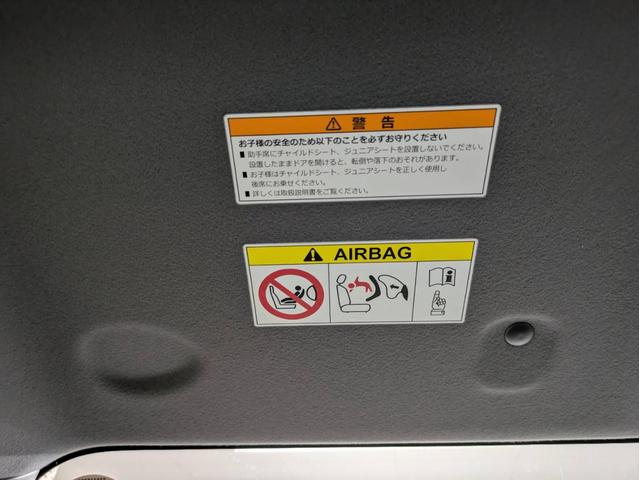 警告
お子様の安全のため以下のことを必ずお守りください
■ 助手席にチャイルドシート、ジュニアシートを設置しないでください。
設置したままドアを開けると、転倒や落下のおそれがあります。
■ お子様はチャイルドシート、ジュニアシートを正しく使用し
後席にお乗せください。
■ 詳しくは取扱説明書をご覧ください。
AIRBAG